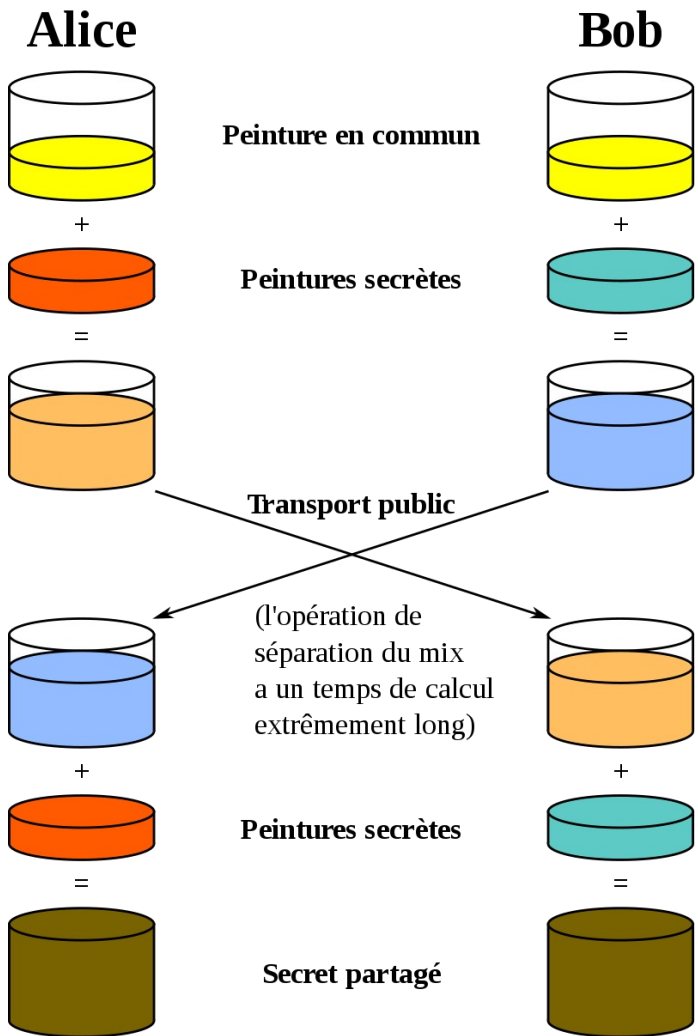 Alice
Bob
Peinture en commun
+
+
Peintures secrètes
=
=
Transport public
(l'opération de
séparation du mix
a un temps de calcul
extrêmement long)
+
+
Peintures secrètes
=
=
Secret partagé